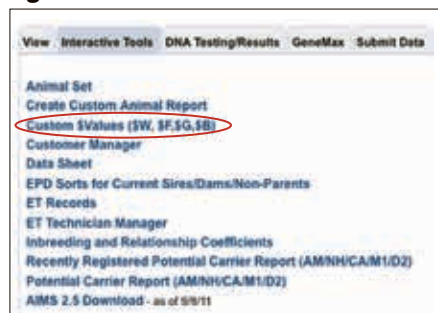 View Interactive Tools DNA Testing/Results GeneMax Submit Data
Animal Set
Create Custom Animal Report
Custom $Values ($W, $F,$G,$B)
Customer Manager
Data Sheet
EPD Sorts for Current Sires/Dams/Non-Parents
ET Records
ET Technician Manager
Inbreeding and Relationship Coefficients
Recently Registered Potential Carrier Report (AM/NH/CA/M1/D2)
Potential Carrier Report (AM/NH/CA/M1/D2)
AIMS 2.5 Download - as of 9/8/11